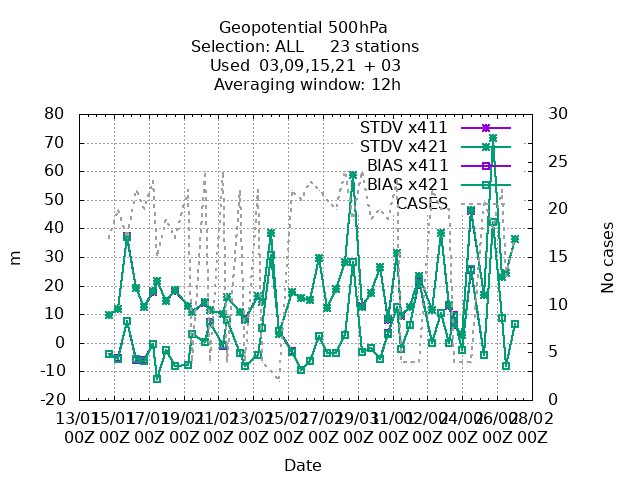 Geopotential 500hPa
Selection: ALL 23 stations
Used 03,09,15,21 + 03
Averaging window: 12h
80
70
60
50
40
30
20
10
0
-10
-20
m
30
25
20
15
10
5
0
No cases
STDV x411
STDV x421
BIAS x411
BIAS x421
CASES
13/01 15/01 17/01 19/01 21/01 23/01 25/01 27/01 29/01 31/01 02/02 04/02 06/02 08/02
00Z 00Z 00Z 00Z 00Z 00Z 00Z 00Z 00Z 00Z 00Z 00Z 00Z 00Z
Date